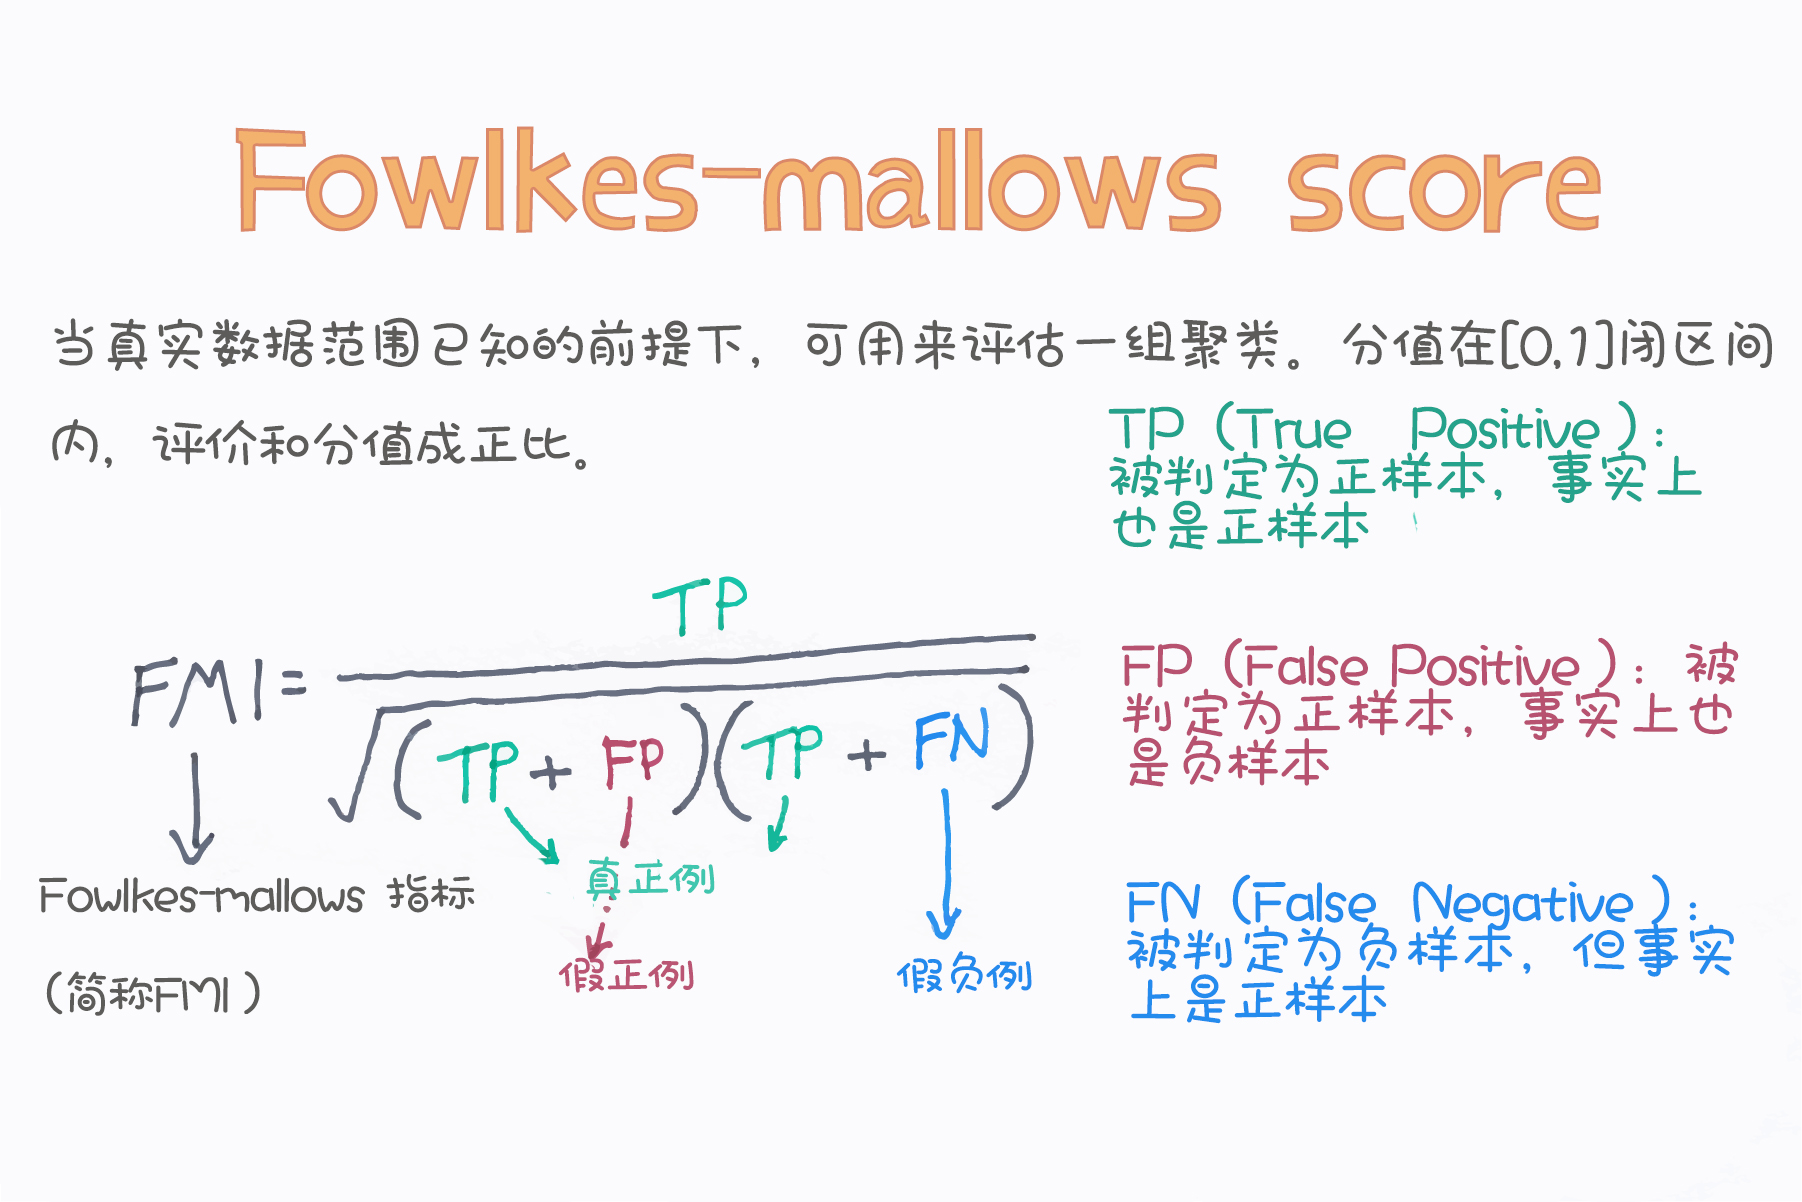 Fowlkes-mallows score
当真实数据范围已知的前提下，可用来评估一组聚类。分值在[0,1]闭区间
内，评价和分值成正比。
TP（True Positive）：
被判定为正样本，事实上
也是正样本
TP
FMI=
√(TP+FP)(TP+FN)
FP（False Positive）：被
判定为正样本，事实上也
是负样本
真正例
Fowlkes-mallows 指标
(简称FMI)
假正例
假负例
FN（False Negative）：
被判定为负样本，但事实
上是正样本